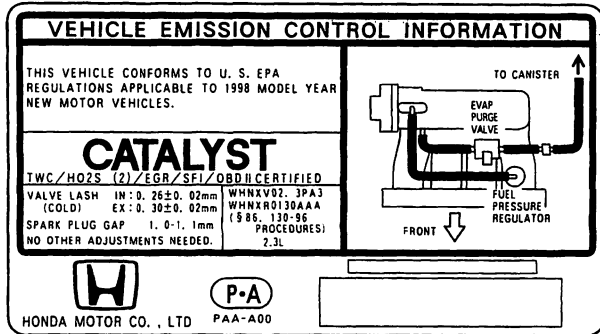 VEHICLE EMISSION CONTROL INFORMATION
THIS VEHICLE CONFORMS TO U. S. EPA
REGULATIONS APPLICABLE TO 1998 MODEL YEAR
NEW MOTOR VEHICLES.
CATALYST
TWC/HO2S (2)/EGR/SFI/OBDII CERTIFIED
VALVE LASH IN: 0. 26±0. 02mm
(COLD) EX: 0. 30±0. 02mm
SPARK PLUG GAP 1. 0-1. 1mm
NO OTHER ADJUSTMENTS NEEDED.
WHNXV02. 3PA3
WHNXR0130AAA
(§86. 130-96
PROCEDURES)
2.3L
TO CANISTER
EVAP
PURGE
VALVE
FUEL
PRESSURE
REGULATOR
FRONT
HONDA MOTOR CO. , LTD
P·A
PAA-A00